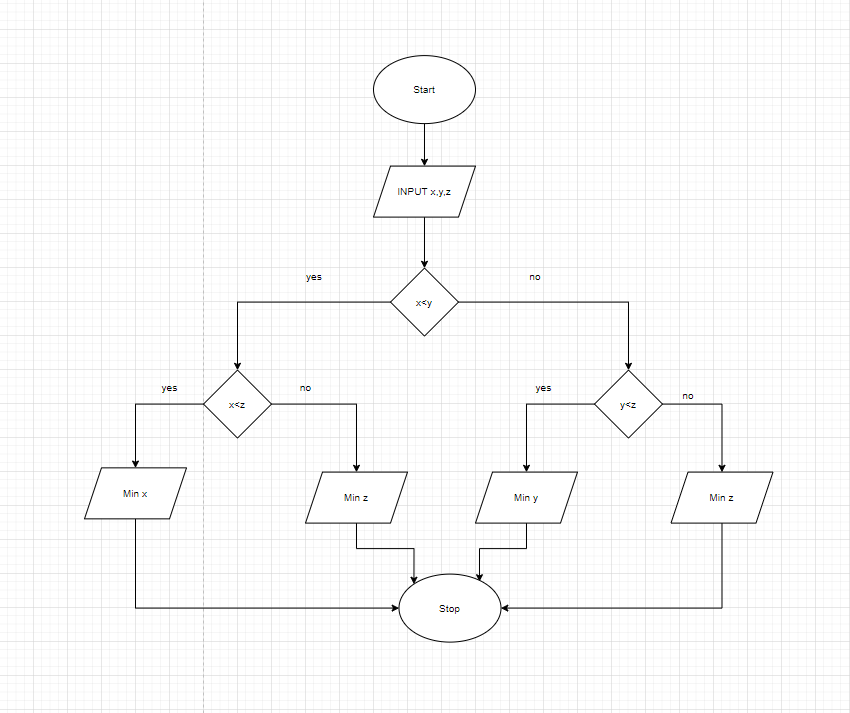 Start
INPUT x,y,z
yes
no
x<y
yes
no
yes
no
x<z
y<z
Min x
Min z
Min y
Min z
Stop